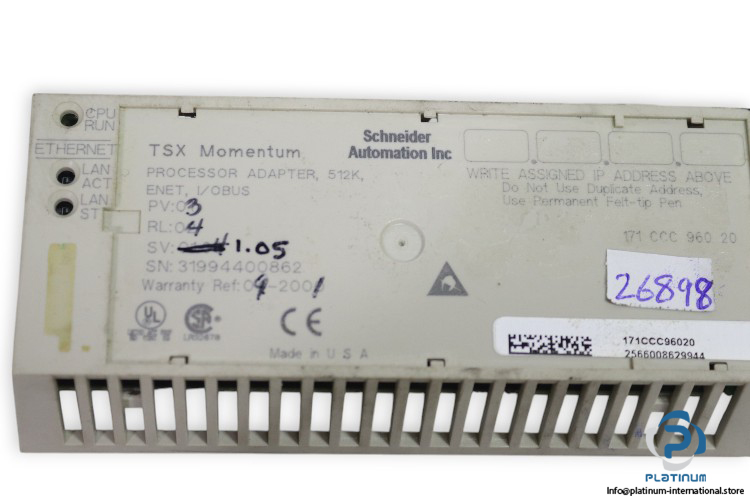 CPU
RUN
ETHERNET
LAN
ACT
LAN
ST
TSX Momentum
PROCESSOR ADAPTER, 512K,
ENET, I/OBUS
PV:03
RL:04
SV: 1.05
SN: 31994400862
Warranty Ref:
UL
SA
CE
Made in U S A
Schneider
Automation Inc
WRITE ASSIGNED IP ADDRESS ABOVE
Do Not Use Duplicate Address,
Use Permanent Felt-tip Pen.
171 CCC 960 20
26898
171CCC96020
2566008629944
PLATINUM
Info@platinum-international.store